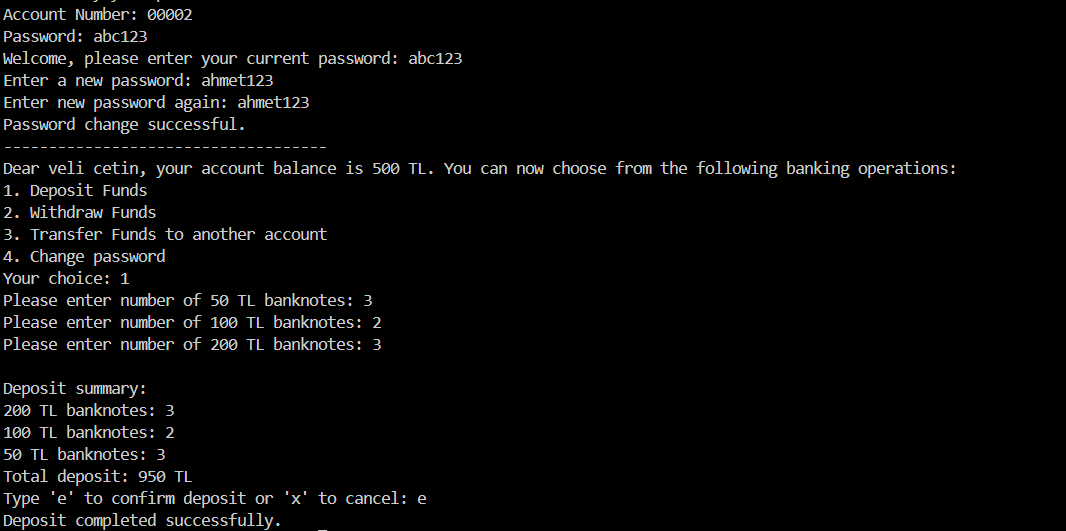 Account Number: 00002
Password: abc123
Welcome, please enter your current password: abc123
Enter a new password: ahmet123
Enter new password again: ahmet123
Password change successful.
------------------------------------
Dear veli cetin, your account balance is 500 TL. You can now choose from the following banking operations:
1. Deposit Funds
2. Withdraw Funds
3. Transfer Funds to another account
4. Change password
Your choice: 1
Please enter number of 50 TL banknotes: 3
Please enter number of 100 TL banknotes: 2
Please enter number of 200 TL banknotes: 3

Deposit summary:
200 TL banknotes: 3
100 TL banknotes: 2
50 TL banknotes: 3
Total deposit: 950 TL
Type 'e' to confirm deposit or 'x' to cancel: e
Deposit completed successfully.